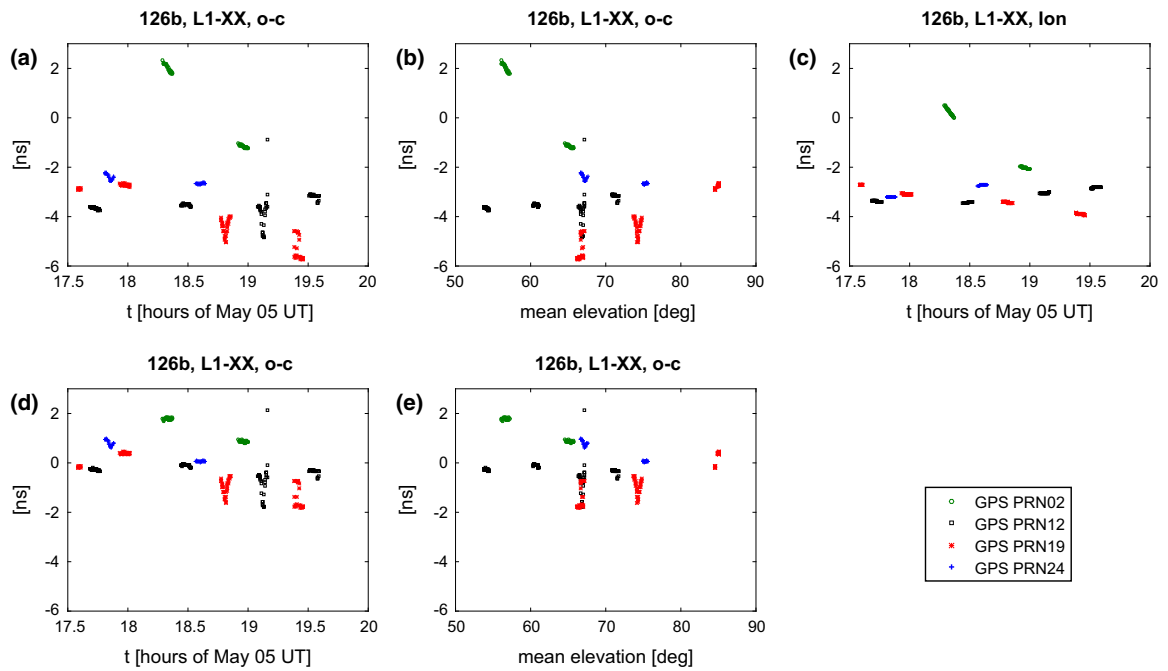 126b, L1-XX, o-c
126b, L1-XX, o-c
126b, L1-XX, Ion
(a)
(b)
(c)
2
0
-2
-4
-6
[ns]
17.5 18 18.5 19 19.5 20
t [hours of May 05 UT]
2
0
-2
-4
-6
[ns]
50 60 70 80 90
mean elevation [deg]
2
0
-2
-4
-6
[ns]
17.5 18 18.5 19 19.5 20
t [hours of May 05 UT]
126b, L1-XX, o-c
126b, L1-XX, o-c
(d)
(e)
2
0
-2
-4
-6
[ns]
17.5 18 18.5 19 19.5 20
t [hours of May 05 UT]
2
0
-2
-4
-6
[ns]
50 60 70 80 90
mean elevation [deg]
GPS PRN02
GPS PRN12
GPS PRN19
GPS PRN24